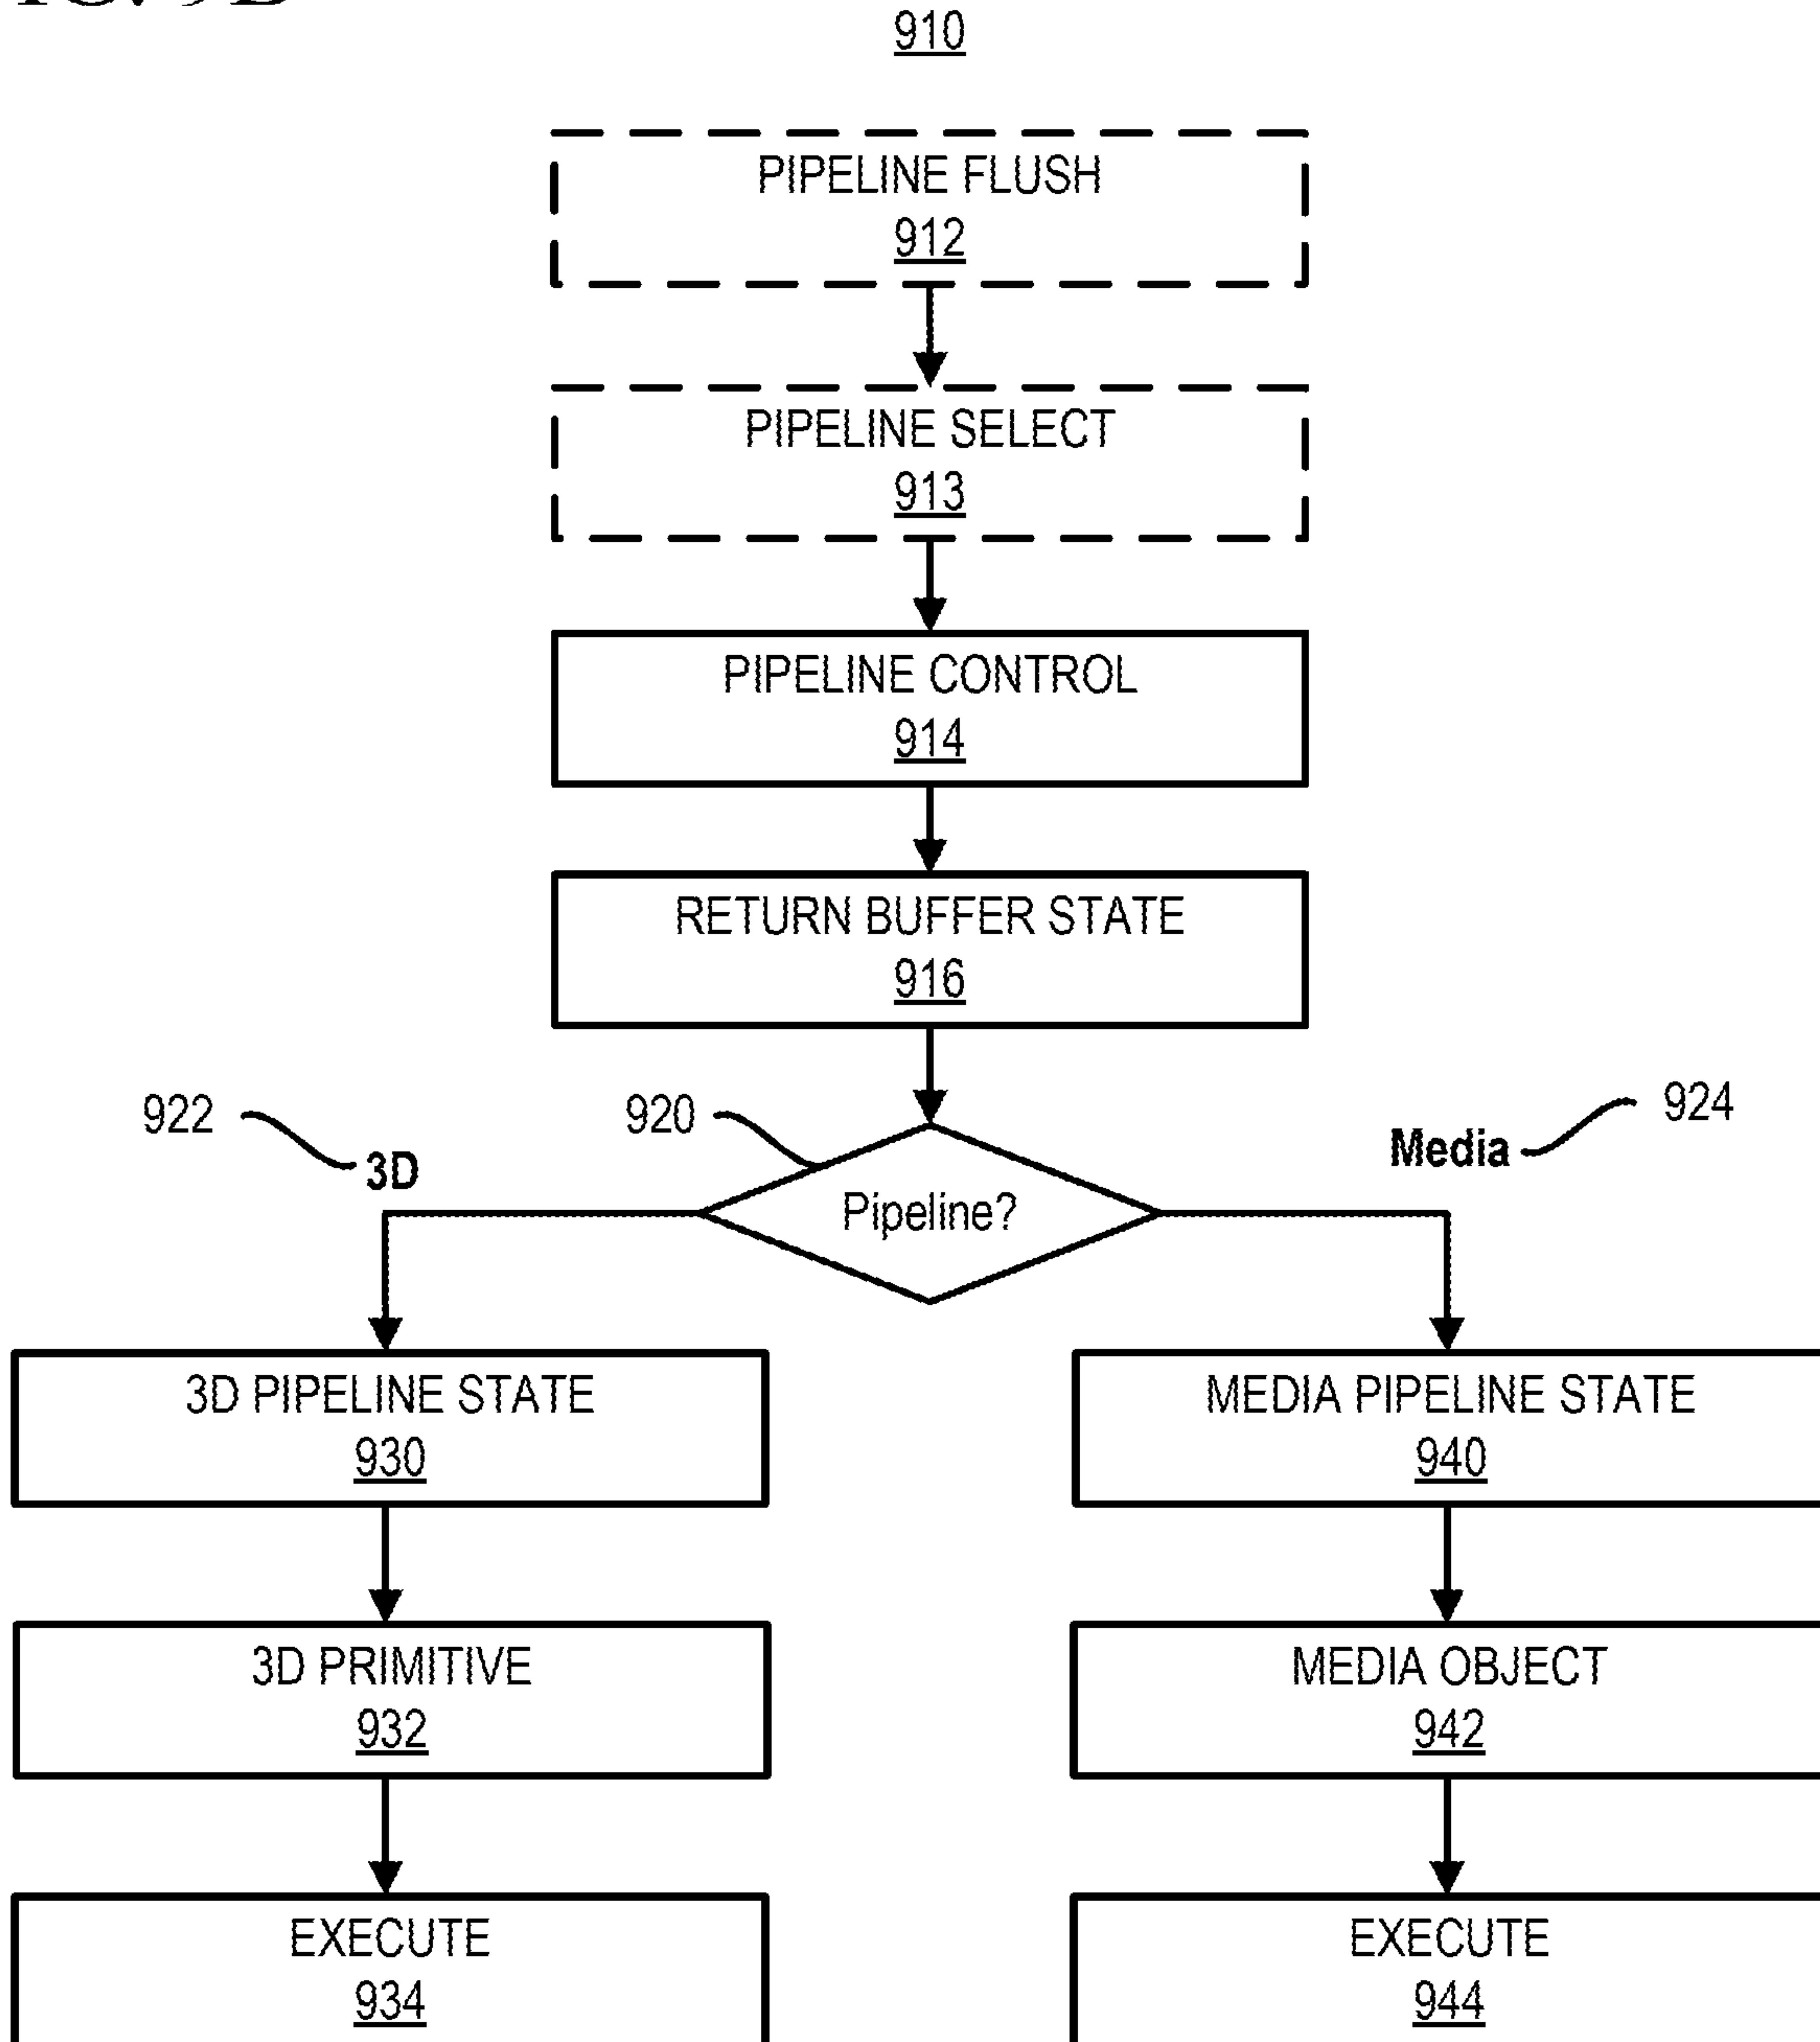 910
PIPELINE FLUSH
912
PIPELINE SELECT
913
PIPELINE CONTROL
914
RETURN BUFFER STATE
916
922
920
924
3D
Media
Pipeline?
3D PIPELINE STATE
930
MEDIA PIPELINE STATE
940
3D PRIMITIVE
932
MEDIA OBJECT
942
EXECUTE
934
EXECUTE
944